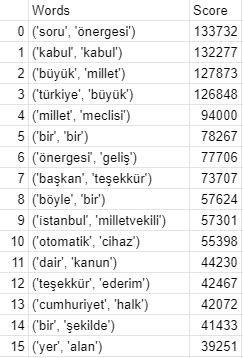 Words Score
0 ('soru', 'önergesi') 133732
1 ('kabul', 'kabul') 132277
2 ('büyük', 'millet') 127873
3 ('türkiye', 'büyük') 126848
4 ('millet', 'meclisi') 94000
5 ('bir', 'bir') 78267
6 ('önergesi', 'geliş') 77706
7 ('başkan', 'teşekkür') 73707
8 ('böyle', 'bir') 57624
9 ('istanbul', 'milletvekili') 57301
10 ('otomatik', 'cihaz') 55398
11 ('dair', 'kanun') 44230
12 ('teşekkür', 'ederim') 42467
13 ('cumhuriyet', 'halk') 42072
14 ('bir', 'şekilde') 41433
15 ('yer', 'alan') 39251